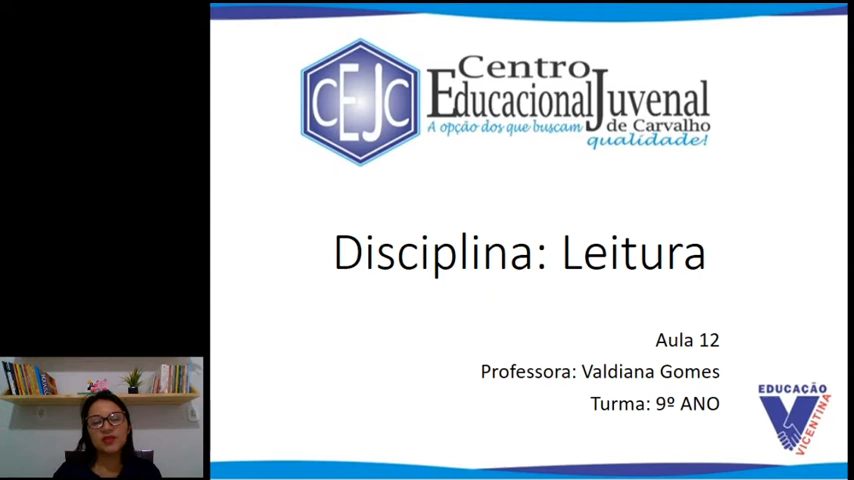 CEJC
Centro
Educacional Juvenal
A opção dos que buscam de Carvalho
qualidade!
Disciplina: Leitura
Aula 12
Professora: Valdiana Gomes
Turma: 9º ANO
EDUCAÇÃO
VICENTINA